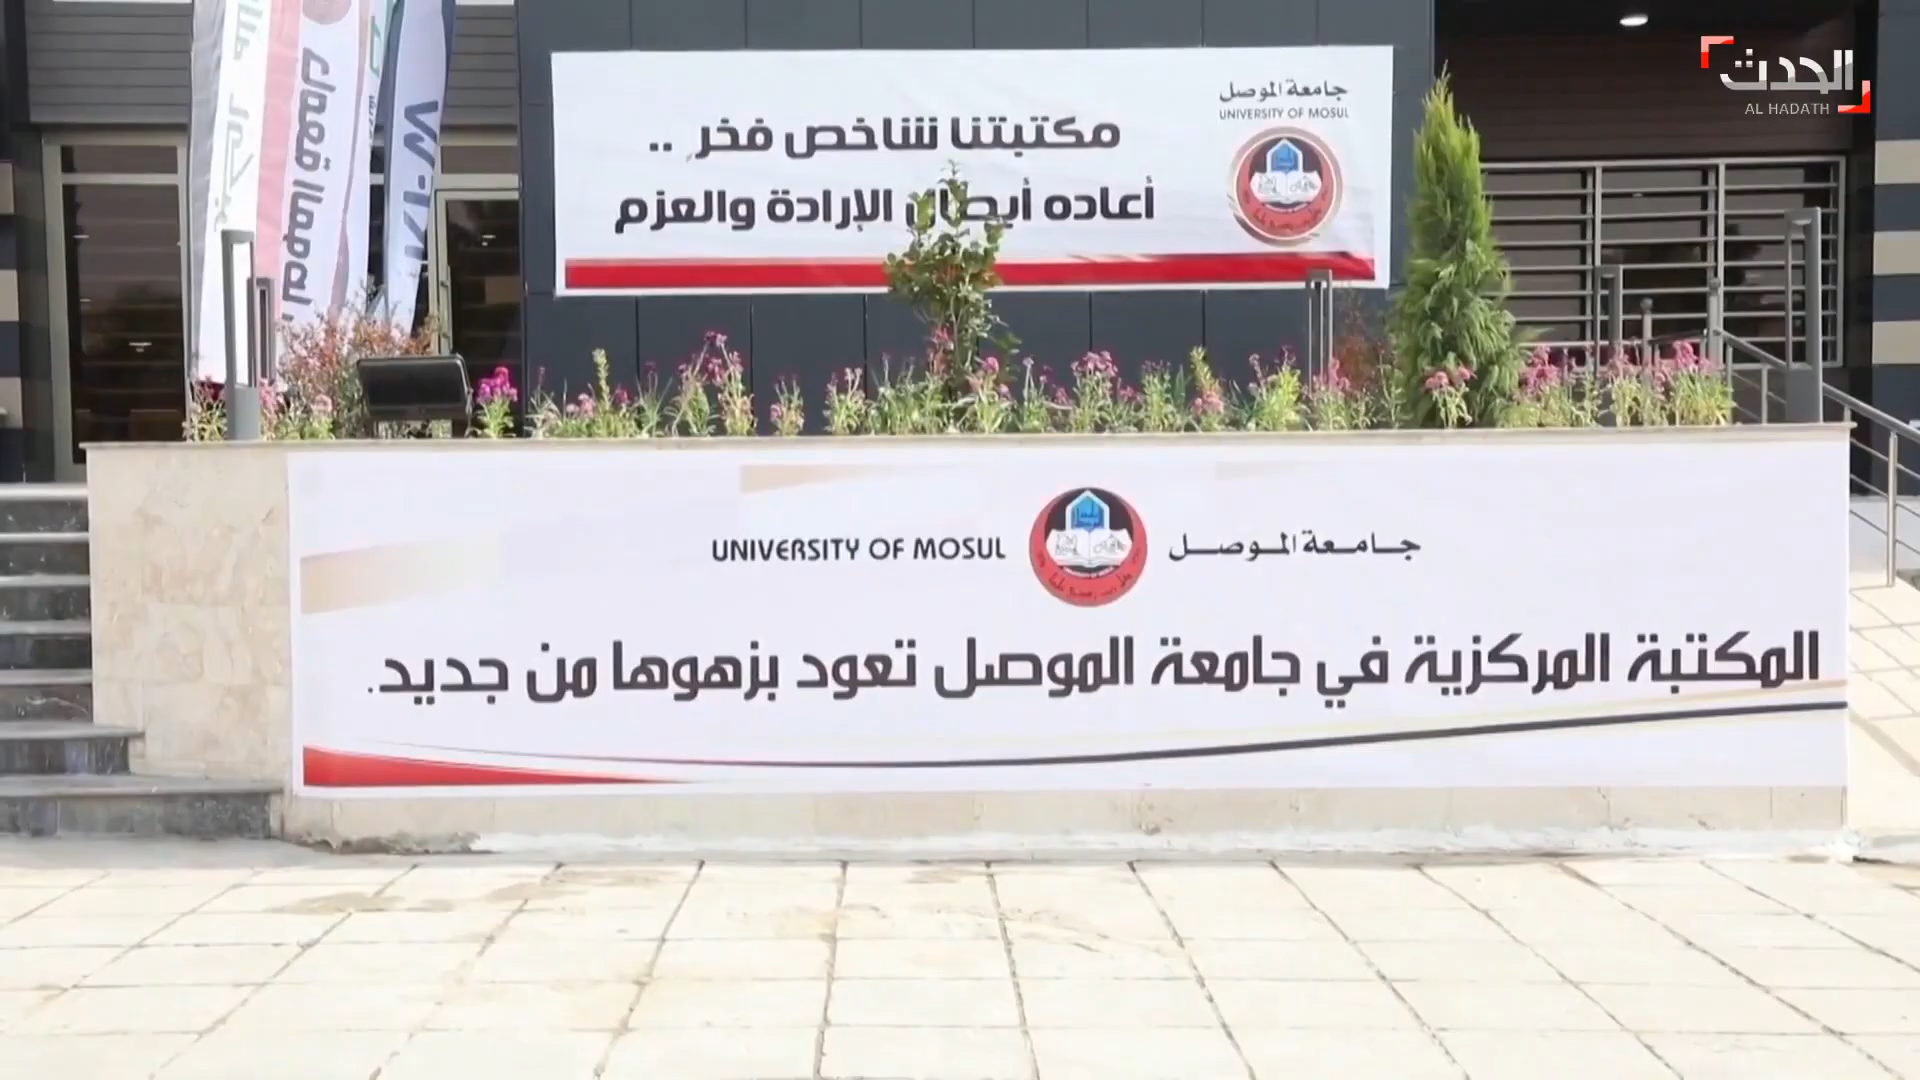 الحدث
AL HADATH
جامعة الموصل
UNIVERSITY OF MOSUL
مكتبتنا شاخص فخر ..
أعاده أبطال الإرادة والعزم
UNIVERSITY OF MOSUL
جامعة الموصل
المكتبة المركزية في جامعة الموصل تعود بزهوها من جديد.